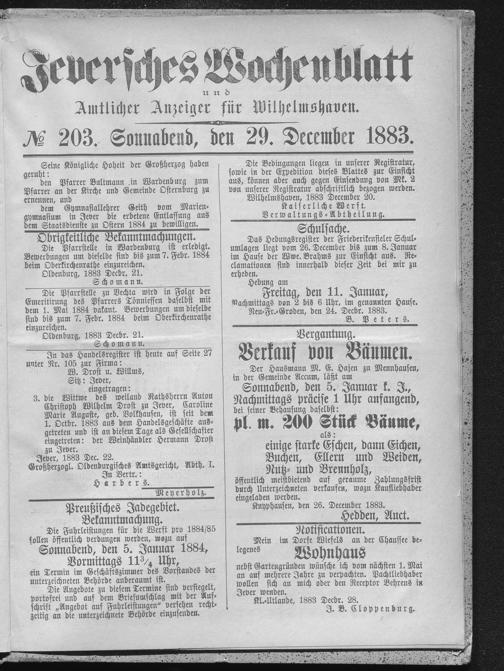 Jeversches Wochenblatt
und
Amtlicher Anzeiger für Wilhelmshaven.
№ 203. Sonnabend, den 29. December 1883.
Seine Königliche Hoheit der Großherzog haben
geruht:
den Pfarrer Bultmann in Wardenburg zum
Pfarrer an der Kirche und Gemeinde Osternburg zu
ernennen, und
dem Gymnasiallehrer Geith vom Marien-
gymnasium in Jever die erbetene Entlassung aus
dem Staatsdienste zu Ostern 1884 zu bewilligen.
Obrigkeitliche Bekanntmachungen.
Die Pfarrstelle in Wardenburg ist erledigt.
Bewerbungen um dieselbe sind bis zum 7. Febr. 1884
beim Oberkirchenrathe einzureichen.
Oldenburg, 1883 Decbr. 21.
Schomann.
Die Pfarrstelle zu Vechta wird in Folge der
Emeritirung des Pfarrers Tönniessen daselbst mit
dem 1. Mai 1884 vakant. Bewerbungen um dieselbe
sind bis zum 7. Febr. 1884 beim Oberkirchenrathe
einzureichen.
Oldenburg, 1883 Decbr. 21.
Schomann.
In das Handelsregister ist heute auf Seite 27
unter Nr. 105 zur Firma:
W. Drost u. Willms,
Sitz: Jever,
eingetragen:
3. die Wittwe des weiland Rathsherrn Anton
Christoph Wilhelm Drost zu Jever, Caroline
Marie Auguste, geb. Volkhausen, ist seit dem
1. Octbr. 1883 aus dem Handelsgeschäfte aus-
getreten und ist an diesem Tage als Gesellschafter
eingetreten: der Weinhändler Hermann Drost
zu Jever.
Jever, 1883 Dec. 22.
Großherzogl. Oldenburgisches Amtsgericht, Abth. I.
In Vertr.:
Harbers.
Meyerholz.
Preußisches Jadegebiet.
Bekanntmachung.
Die Fuhrleistungen für die Werft pro 1884/85
sollen öffentlich verdungen werden, wozu auf
Sonnabend, den 5. Januar 1884,
Vormittags 11¾ Uhr,
ein Termin im Geschäftszimmer des Vorstandes der
unterzeichneten Behörde anberaumt ist.
Die Angebote zu diesem Termine sind versiegelt,
portofrei und auf dem Briefumschlag mit der Auf-
schrift „Angebot auf Fuhrleistungen“ versehen recht-
zeitig an die unterzeichnete Behörde einzusenden.
Die Bedingungen liegen in unserer Registratur,
sowie in der Expedition dieses Blattes zur Einsicht
aus, können aber auch gegen Einsendung von Mk. 2
von unserer Registratur abschriftlich bezogen werden.
Wilhelmshaven, 1883 December 20.
Kaiserliche Werft.
Verwaltungs-Abtheilung.
Schulsache.
Das Hebungsregister der Friederikensieler Schul-
umlagen liegt vom 26. December bis zum 8. Januar
im Hause der Wwe. Brahms zur Einsicht aus. Re-
clamationen sind innerhalb dieser Zeit bei mir zu
erheben.
Hebung am
Freitag, den 11. Januar,
Nachmittags von 2 bis 6 Uhr, im genannten Hause.
Neu-Fr.-Groden, den 24. Decbr. 1883.
B. Peters.
Vergantung.
Verkauf von Bäumen.
Der Hausmann M. E. Hajen zu Mennhausen,
in der Gemeinde Accum, läßt am
Sonnabend, den 5. Januar k. J.,
Nachmittags präcise 1 Uhr anfangend,
bei seiner Behausung daselbst:
pl. m. 200 Stück Bäume,
als:
einige starke Eschen, dann Eichen,
Buchen, Ellern und Weiden,
Nutz- und Brennholz,
öffentlich meistbietend auf geraume Zahlungsfrist
durch Unterzeichneten verkaufen, wozu Kaufliebhaber
eingeladen werden.
Knyphausen, den 26. December 1883.
Hedden, Auct.
Notificationen.
Mein im Dorfe Wiefels an der Chaussee be-
legenes
Wohnhaus
nebst Gartengründen wünsche ich vom nächsten 1. Mai
an auf mehrere Jahre zu verpachten. Pachtliebhaber
wollen sich an mich oder den Receptor Behrens in
Jever wenden.
Kl.-Utlande, 1883 Decbr. 28.
J. B. Cloppenburg.